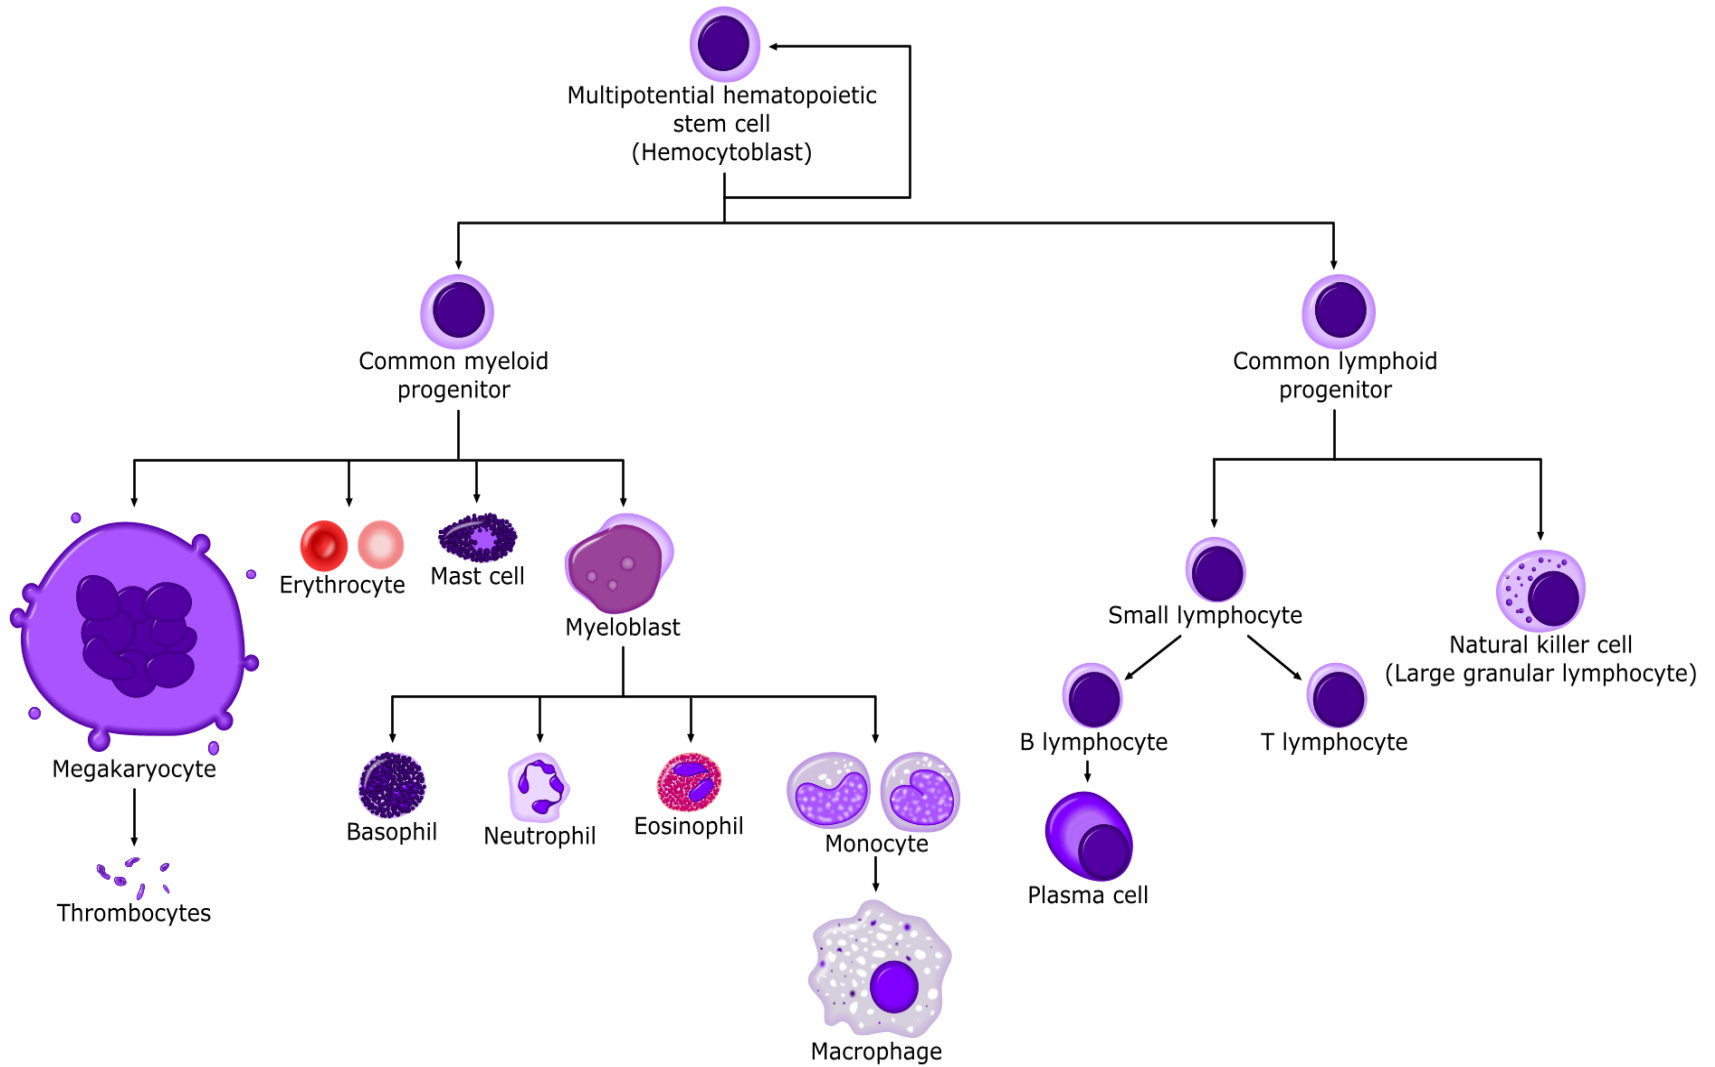 Multipotential hematopoietic
stem cell
(Hemocytoblast)
Common myeloid
progenitor
Common lymphoid
progenitor
Erythrocyte
Mast cell
Myeloblast
Small lymphocyte
Natural killer cell
(Large granular lymphocyte)
B lymphocyte
T lymphocyte
Megakaryocyte
Basophil
Neutrophil
Eosinophil
Monocyte
Plasma cell
Thrombocytes
Macrophage